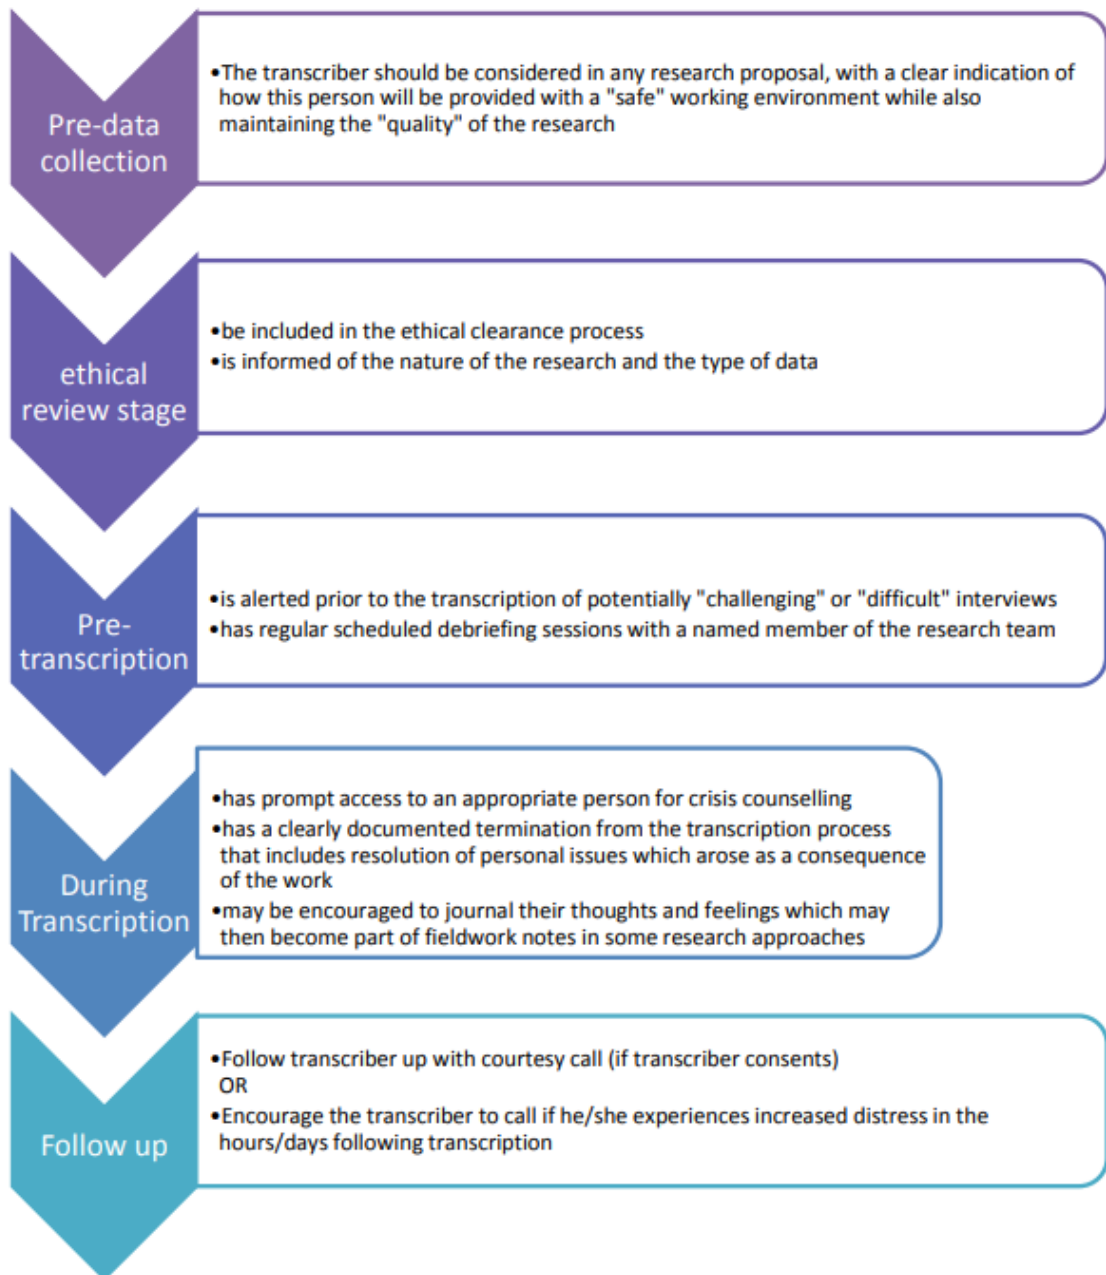 Pre-data
collection
•The transcriber should be considered in any research proposal, with a clear indication of
how this person will be provided with a "safe" working environment while also
maintaining the "quality" of the research
ethical
review stage
•be included in the ethical clearance process
•is informed of the nature of the research and the type of data
Pre-
transcription
•is alerted prior to the transcription of potentially "challenging" or "difficult" interviews
•has regular scheduled debriefing sessions with a named member of the research team
During
Transcription
•has prompt access to an appropriate person for crisis counselling
•has a clearly documented termination from the transcription process
that includes resolution of personal issues which arose as a consequence
of the work
•may be encouraged to journal their thoughts and feelings which may
then become part of fieldwork notes in some research approaches
Follow up
•Follow transcriber up with courtesy call (if transcriber consents)
OR
•Encourage the transcriber to call if he/she experiences increased distress in the
hours/days following transcription